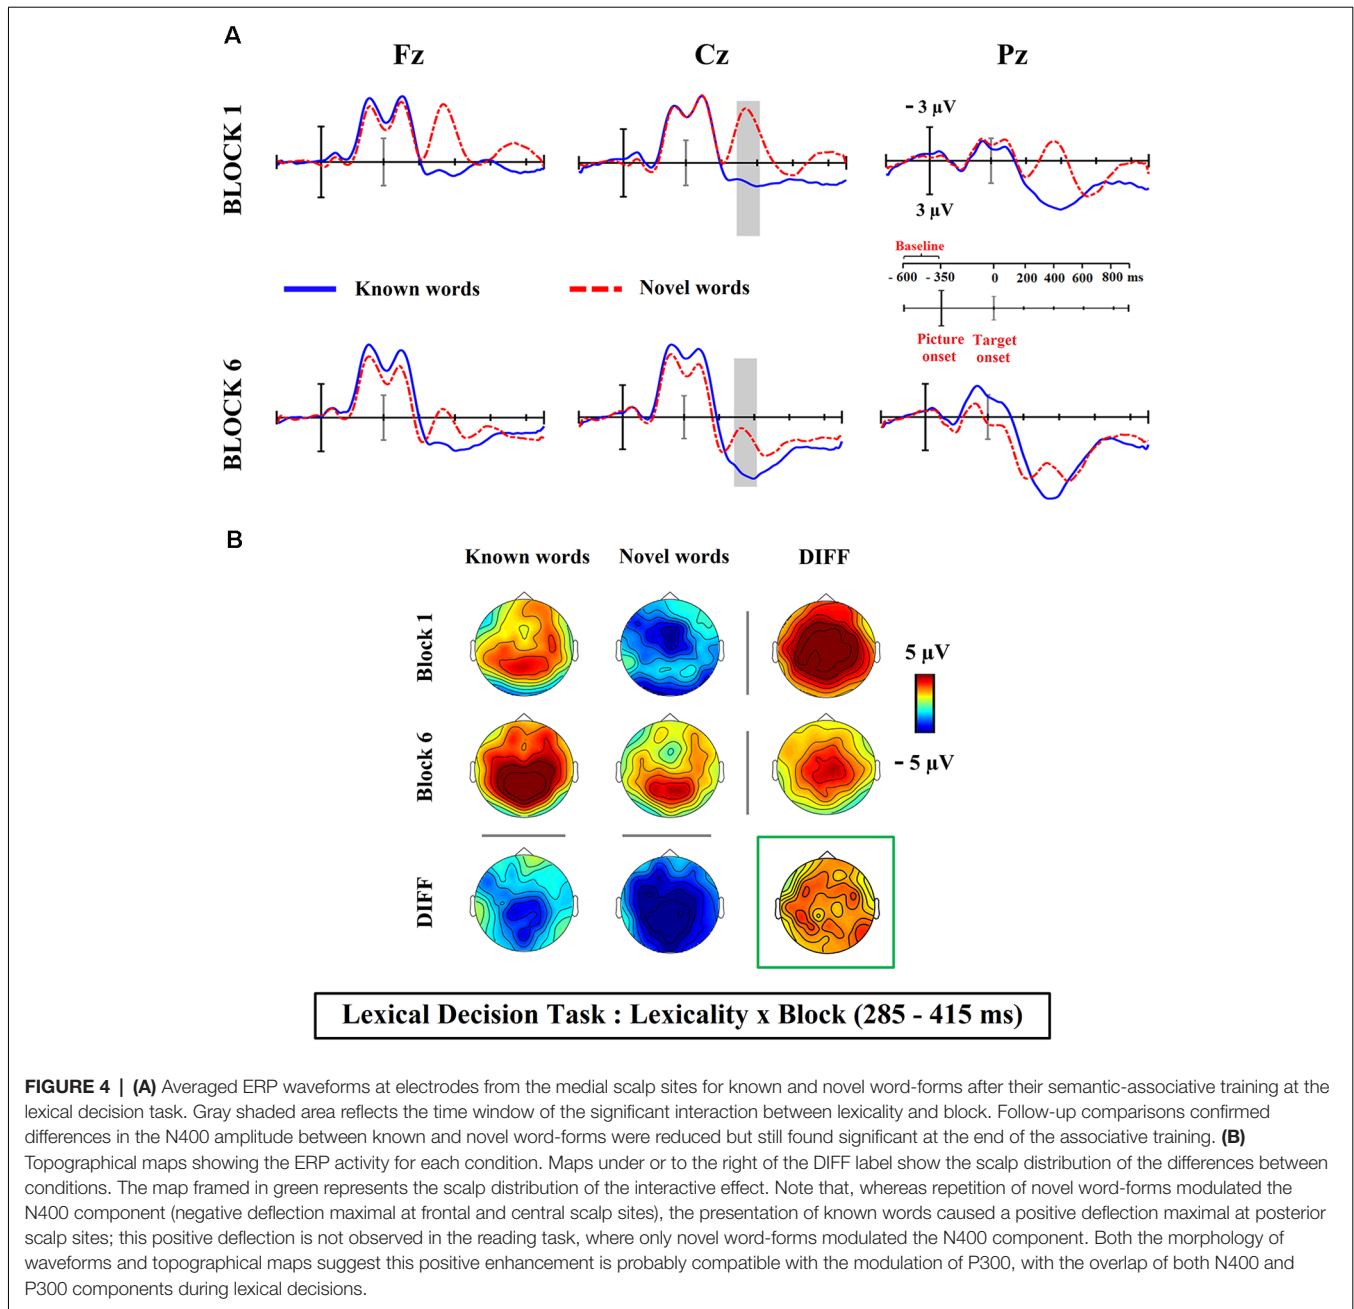 A
Fz Cz Pz
BLOCK 1
- 3 µV
3 µV
Baseline
- 600 - 350 0 200 400 600 800 ms
Known words Novel words
Picture onset
Target onset
BLOCK 6
B
Known words Novel words DIFF
Block 1
5 µV
Block 6
- 5 µV
DIFF
Lexical Decision Task : Lexicality x Block (285 - 415 ms)
FIGURE 4 | (A) Averaged ERP waveforms at electrodes from the medial scalp sites for known and novel word-forms after their semantic-associative training at the
lexical decision task. Gray shaded area reflects the time window of the significant interaction between lexicality and block. Follow-up comparisons confirmed
differences in the N400 amplitude between known and novel word-forms were reduced but still found significant at the end of the associative training. (B)
Topographical maps showing the ERP activity for each condition. Maps under or to the right of the DIFF label show the scalp distribution of the differences between
conditions. The map framed in green represents the scalp distribution of the interactive effect. Note that, whereas repetition of novel word-forms modulated the
N400 component (negative deflection maximal at frontal and central scalp sites), the presentation of known words caused a positive deflection maximal at posterior
scalp sites; this positive deflection is not observed in the reading task, where only novel word-forms modulated the N400 component. Both the morphology of
waveforms and topographical maps suggest this positive enhancement is probably compatible with the modulation of P300, with the overlap of both N400 and
P300 components during lexical decisions.